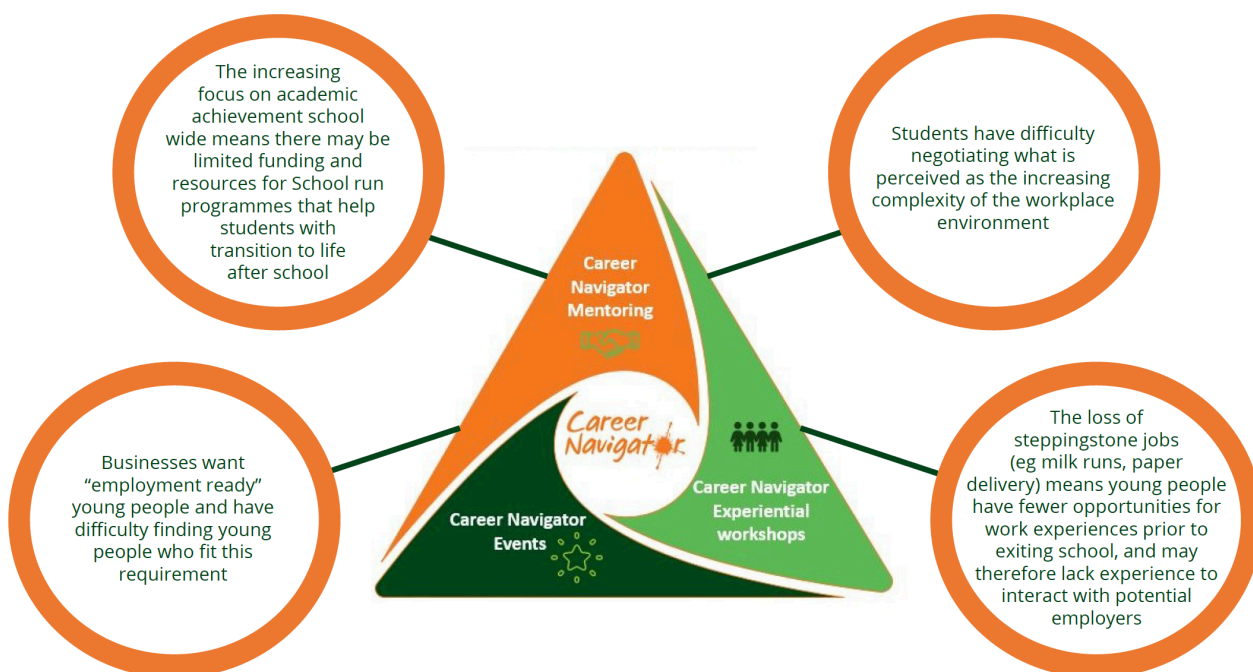 The increasing
focus on academic
achievement school
wide means there may be
limited funding and
resources for School run
programmes that help
students with
transition to life
after school
Students have difficulty
negotiating what is
perceived as the increasing
complexity of the workplace
environment
Career
Navigator
Mentoring
Career
Navigator
Career Navigator
Experiential
workshops
Career Navigator
Events
Businesses want
“employment ready”
young people and have
difficulty finding young
people who fit this
requirement
The loss of
steppingstone jobs
(eg milk runs, paper
delivery) means young people
have fewer opportunities for
work experiences prior to
exiting school, and may
therefore lack experience to
interact with potential
employers